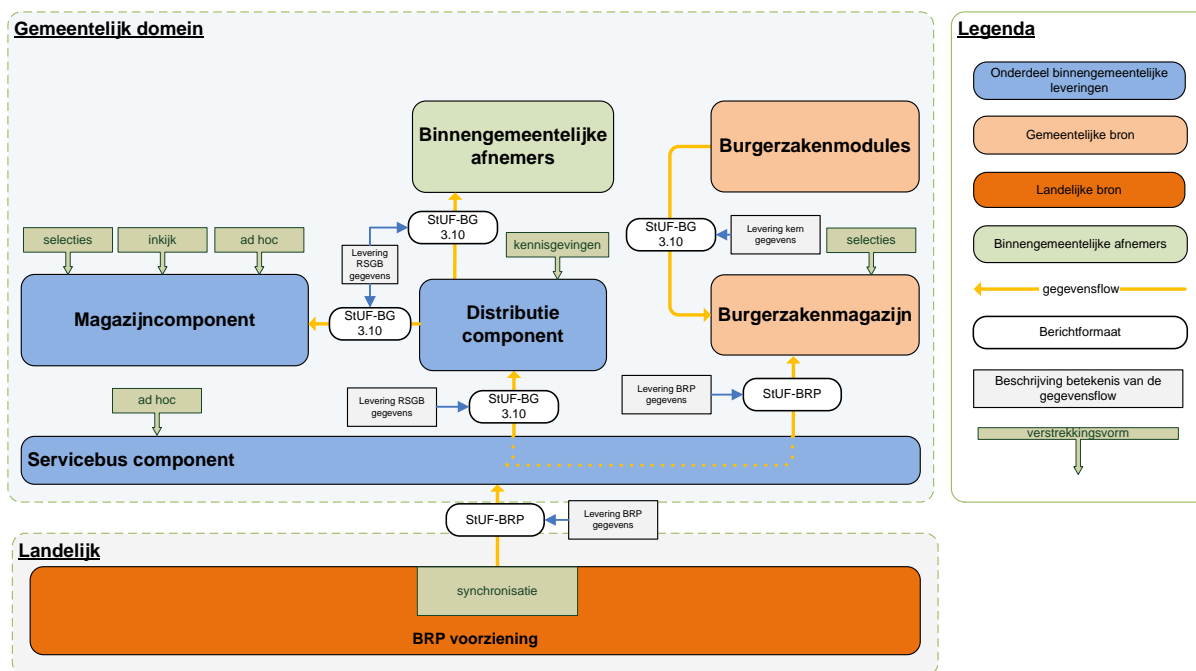 Gemeentelijk domein
Binnengemeentelijke
afnemers
Burgerzakenmodules
selecties
inkijk
ad hoc
StUF-BG
3.10
Levering
RSGB
gegevens
kennisgevingen
StUF-BG
3.10
Levering kern
gegevens
selecties
Magazijncomponent
StUF-BG
3.10
Distributie
component
Burgerzakenmagazijn
ad hoc
Levering RSGB
gegevens
StUF-BG
3.10
Levering BRP
gegevens
StUF-BRP
Servicebus component
StUF-BRP
Levering BRP
gegevens
Landelijk
synchronisatie
BRP voorziening
Legenda
Onderdeel binnengemeentelijke
leveringen
Gemeentelijke bron
Landelijke bron
Binnengemeentelijke afnemers
gegevensflow
Berichtformaat
Beschrijving betekenis van de
gegevensflow
verstrekkingsvorm